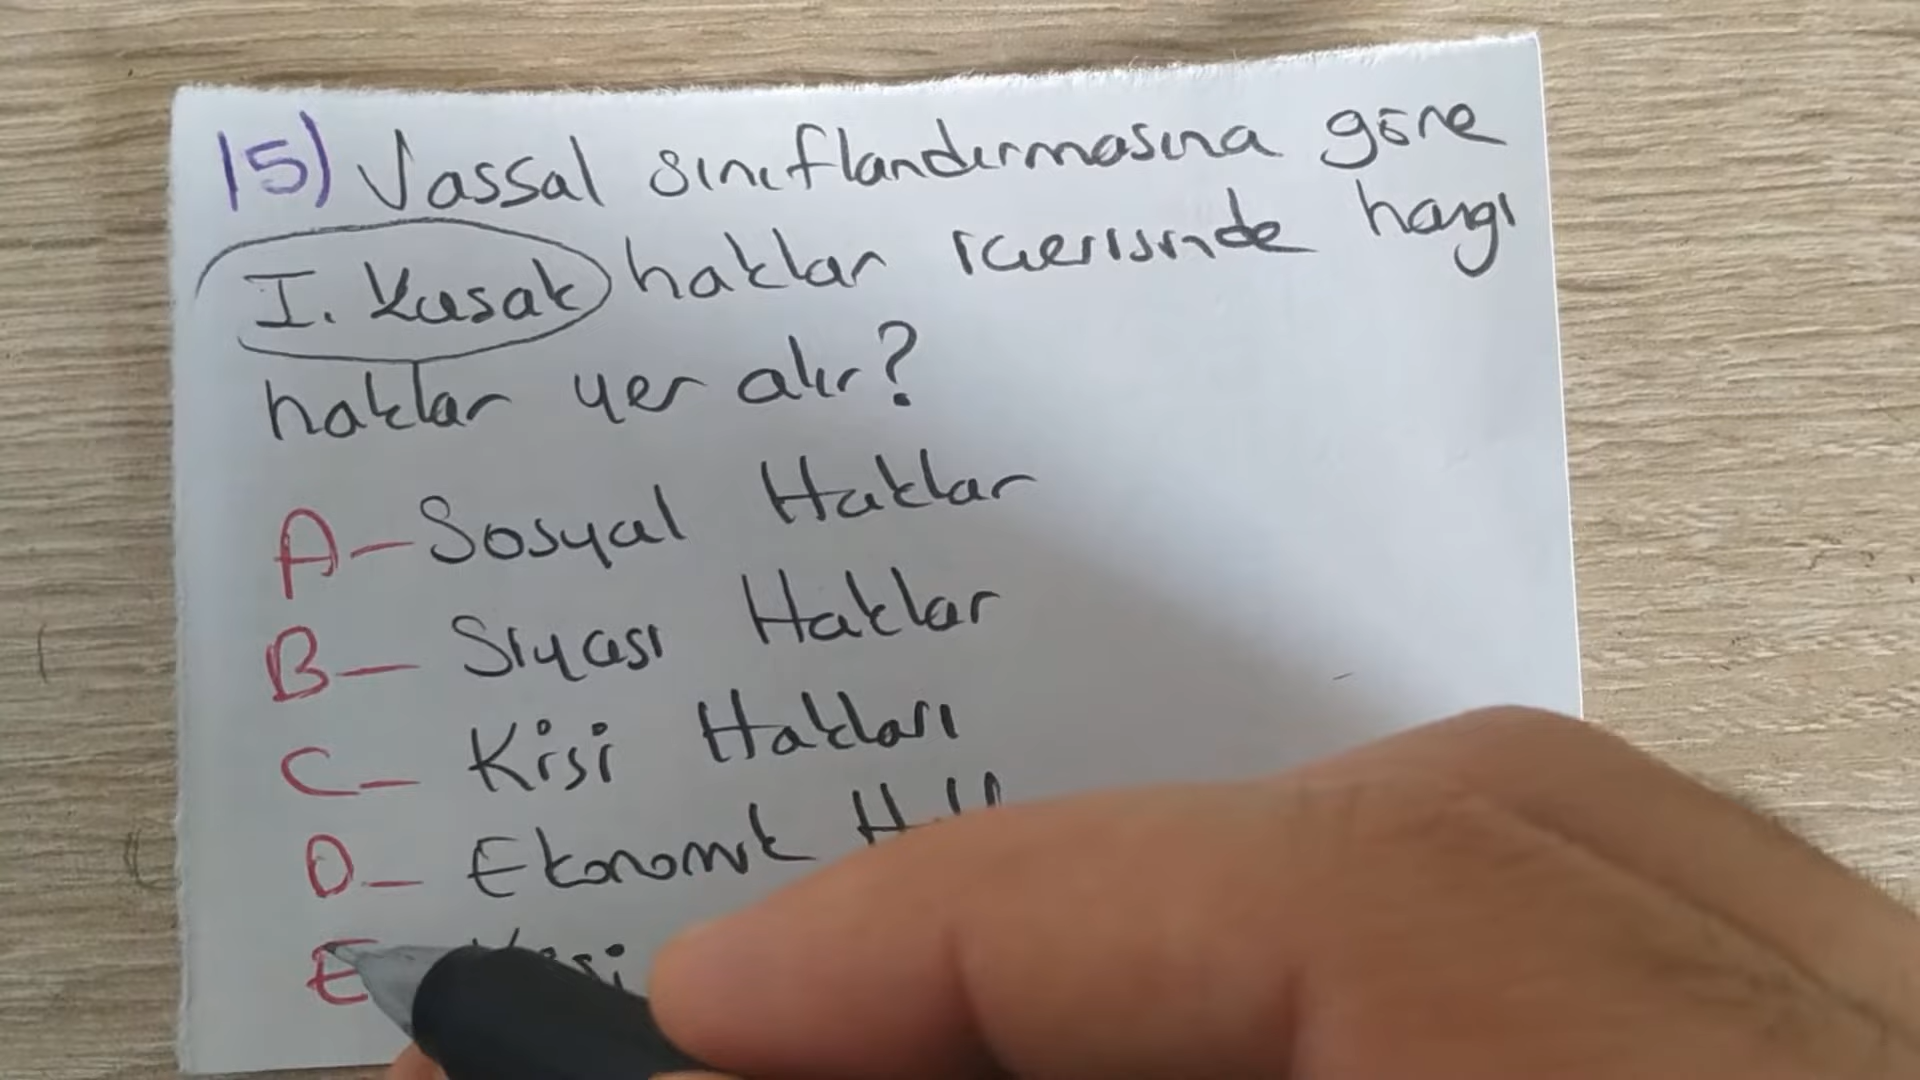 15) Vassal sınıflandırmasına göre
I. Kuşak haklar içerisinde hangi
haklar yer alır?
A- Sosyal Haklar
B- Siyasi Haklar
C- Kişi Hakları
D- Ekonomik
E